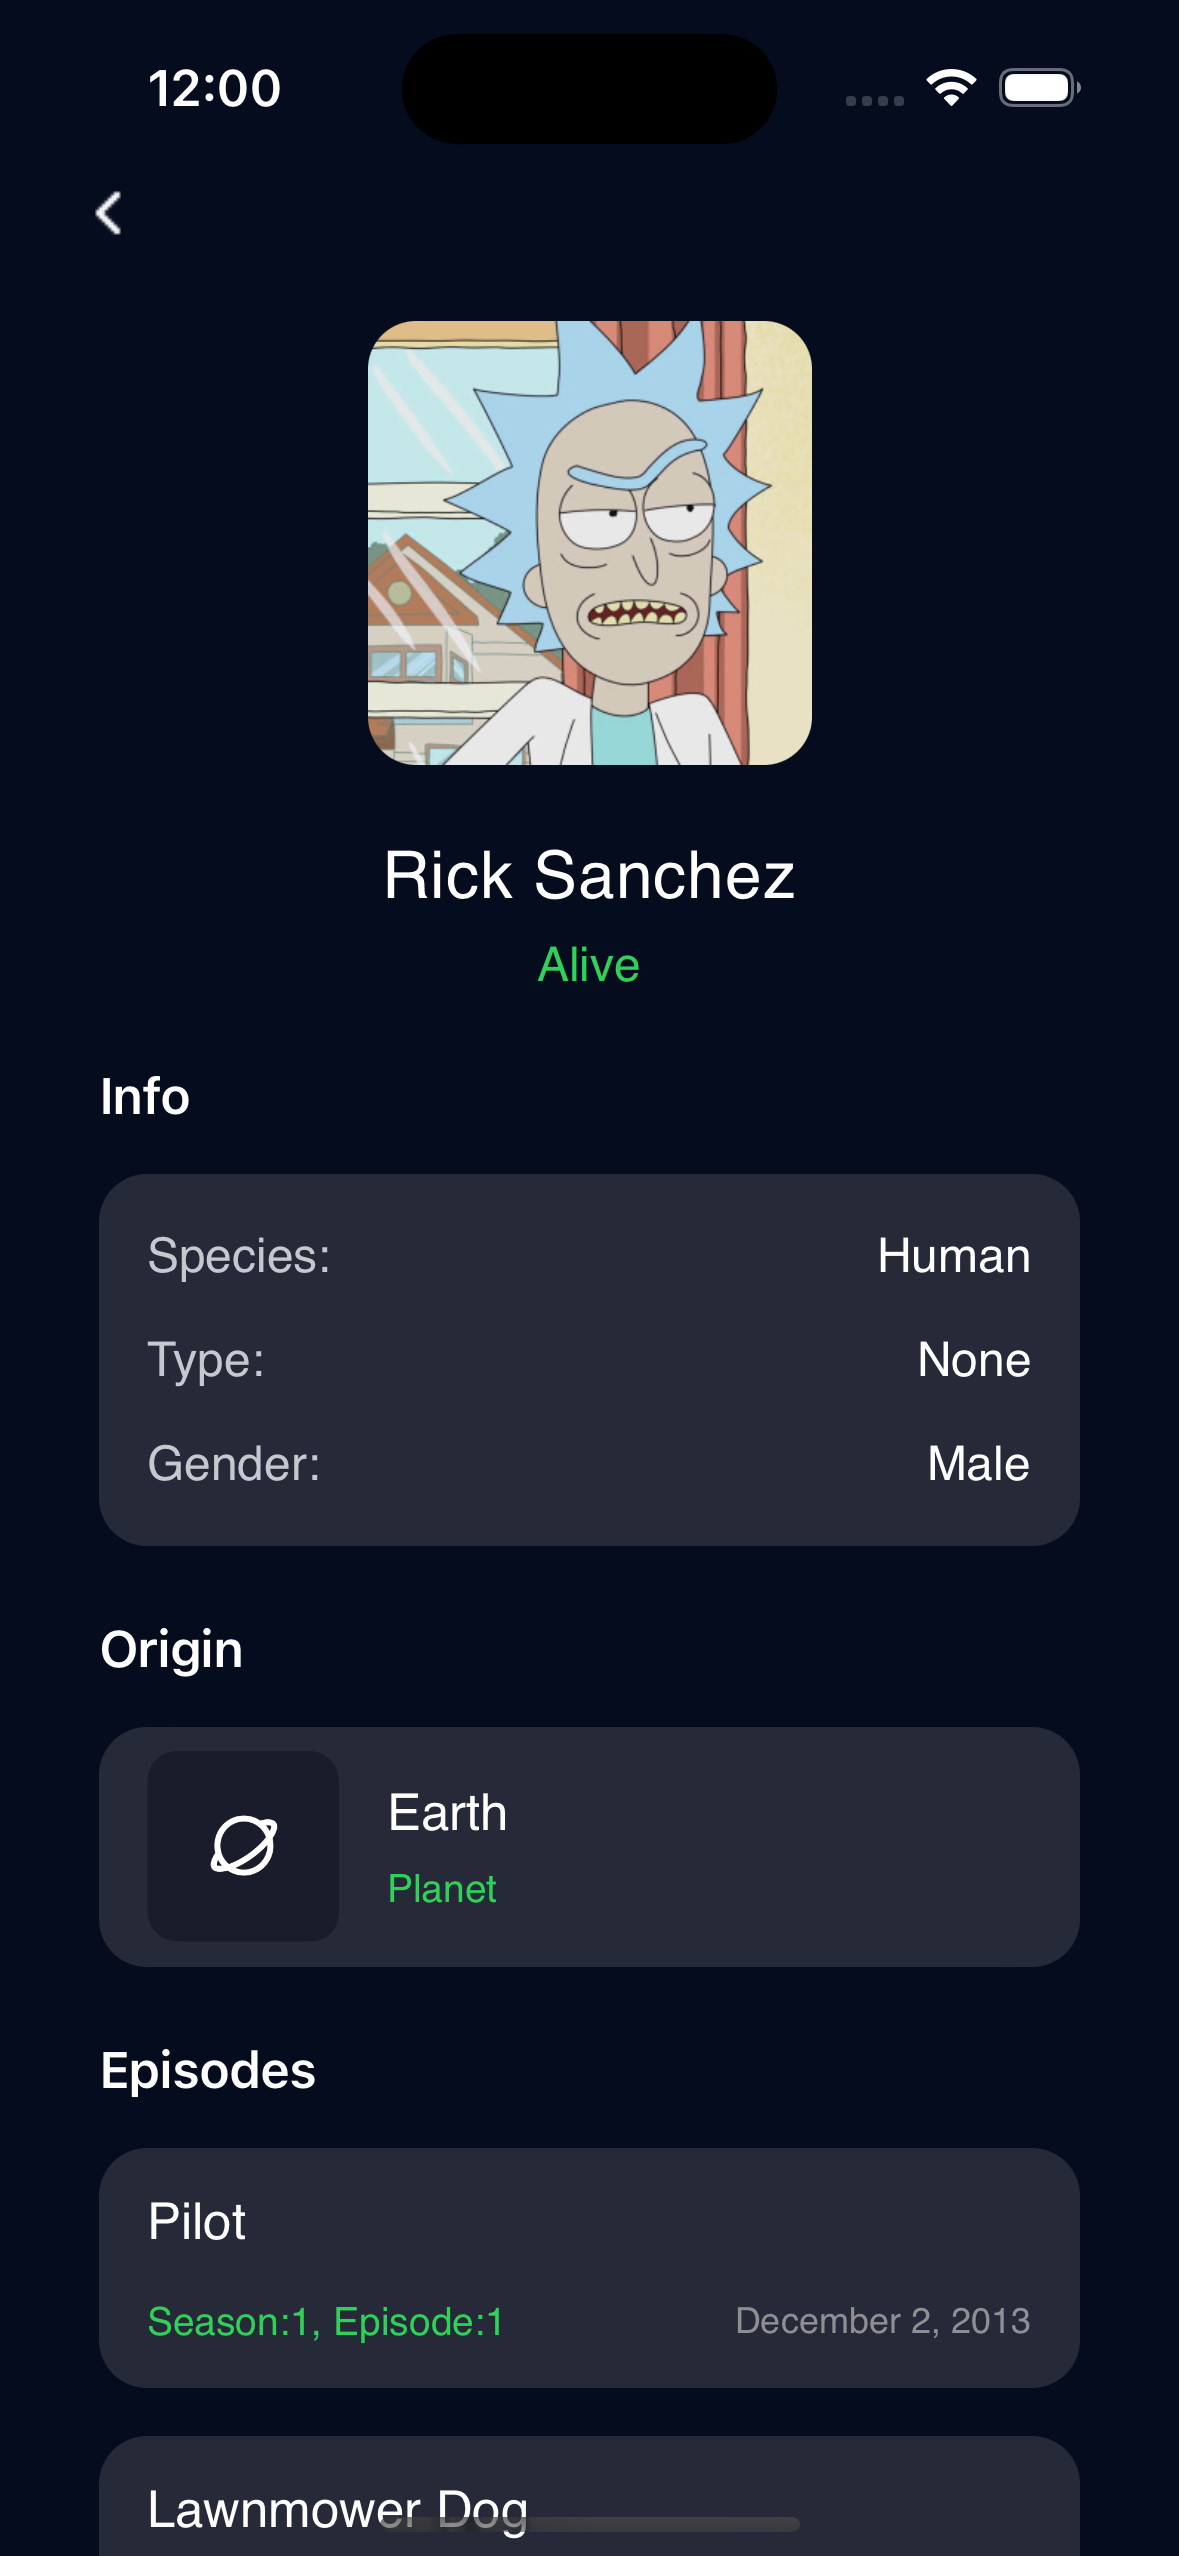 12:00
Rick Sanchez
Alive
Info
Species: Human
Type: None
Gender: Male
Origin
Earth
Planet
Episodes
Pilot
Season:1, Episode:1 December 2, 2013
Lawnmower Dog